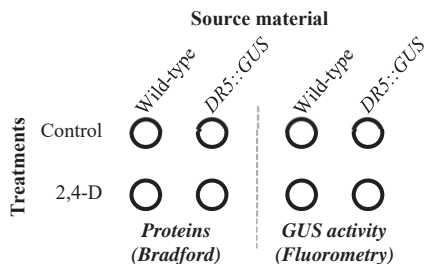 Source material
Wild-type DR5::GUS Wild-type DR5::GUS
Treatments
Control
2,4-D
Proteins GUS activity
(Bradford) (Fluorometry)